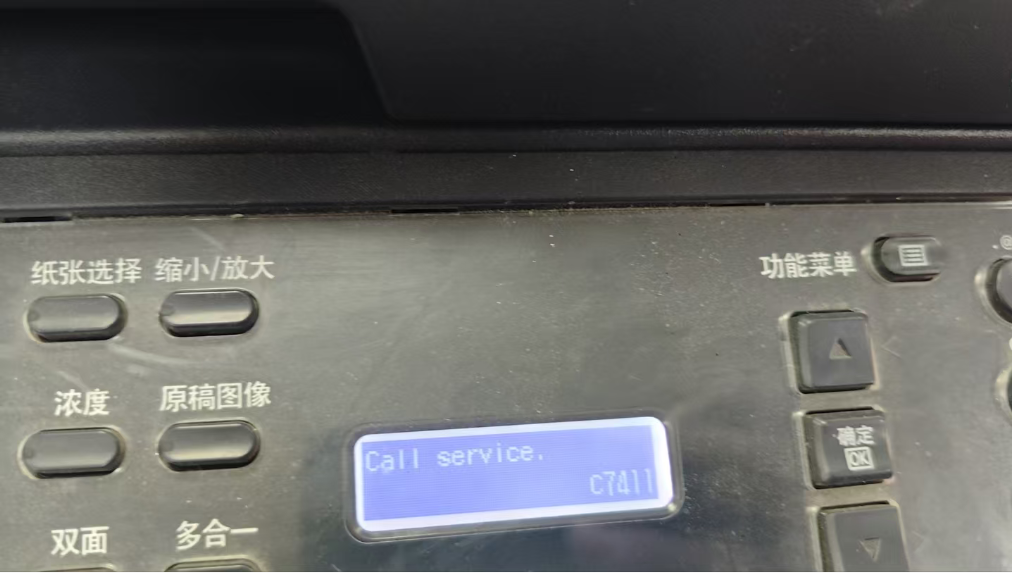 纸张选择 缩小/放大
功能菜单
浓度 原稿图像
确定
OK
Call service.
C7411
双面 多合一